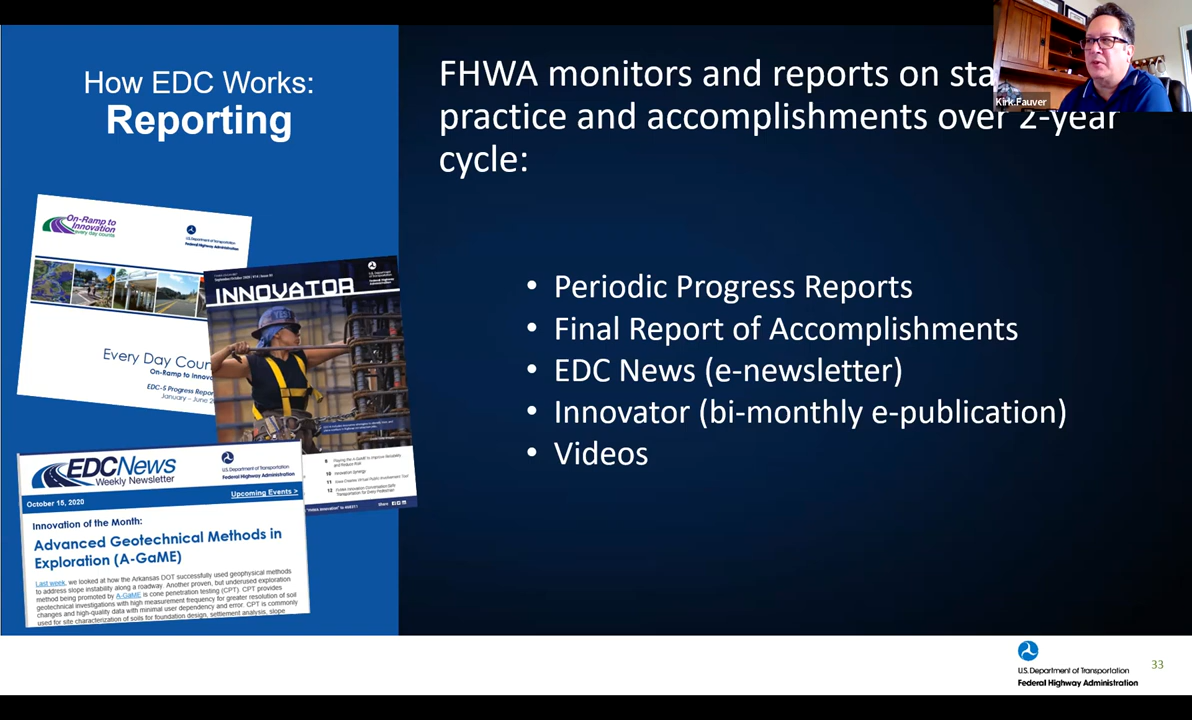 How EDC Works:
Reporting
FHWA monitors and reports on
practice and accomplishments over 2-year
cycle:
Kirk.Fauver
• Periodic Progress Reports
• Final Report of Accomplishments
• EDC News (e-newsletter)
• Innovator (bi-monthly e-publication)
• Videos
On-Ramp to
Innovation
every day counts
U.S. Department of Transportation
Federal Highway Administration
Every Day
On-Ramp to
EDC-5 Progress
January – June
INNOVATOR
YES
EDCNews
Weekly Newsletter
U.S. Department of Transportation
Federal Highway Administration
October 15, 2020
Upcoming Events >
Innovation of the Month:
Advanced Geotechnical Methods in
Exploration (A-GaME)
Last week, we looked at how the Arkansas DOT successfully used geophysical methods
to address slope instability along a roadway. Another proven, but underused exploration
method being promoted by A-GaME is cone penetration testing (CPT). CPT provides
geotechnical investigations with high measurement frequency for greater resolution of soil
changes and high-quality data with minimal user dependency and error. CPT is commonly
used for site characterization of soils for foundation design, settlement analysis, slope
U.S. Department of Transportation
Federal Highway Administration
33